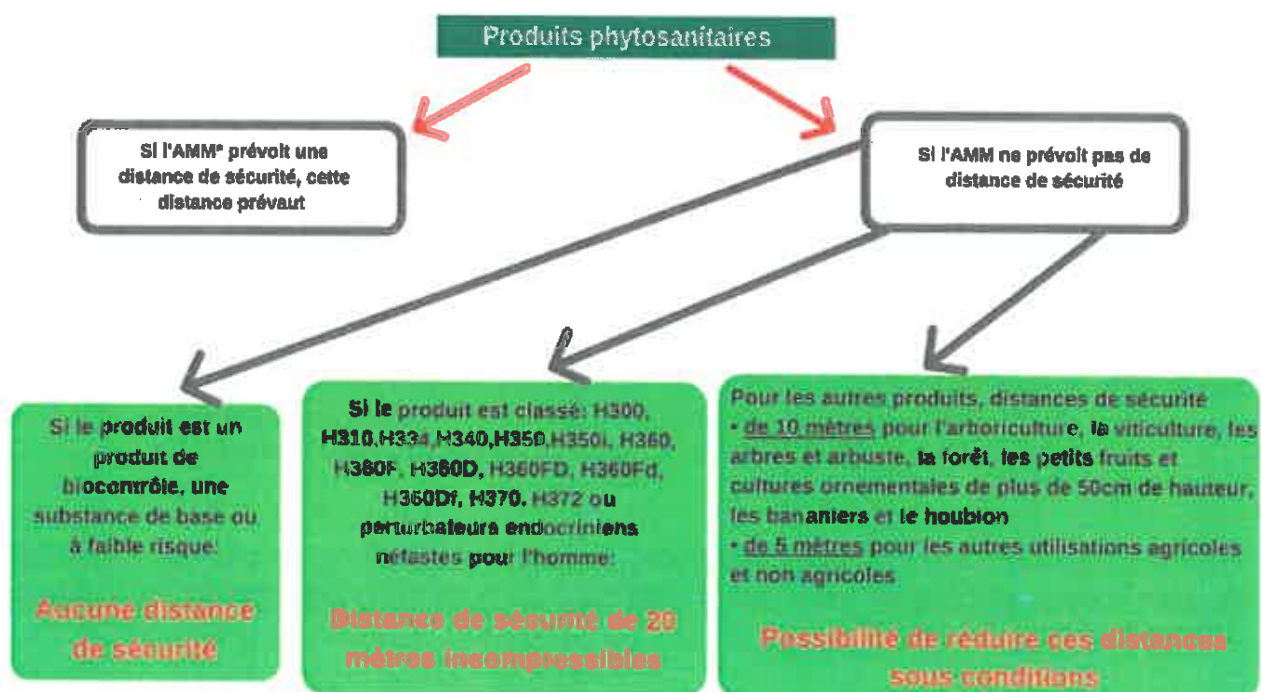 Produits phytosanitaires
Si l'AMM* prévoit une
distance de sécurité, cette
distance prévaut
Si l'AMM ne prévoit pas de
distance de sécurité
Si le produit est un
produit de
biocontrôle, une
substance de base ou
à faible risque:
Aucune distance
de sécurité
Si le produit est classé: H300,
H310,H334,H340,H350,H350i, H360,
H360F, H360D, H360FD, H360Fd,
H360Df, H370. H372 ou
perturbateurs endocriniens
néfastes pour l'homme:
Distance de sécurité de 20
mètres incompressibles
Pour les autres produits, distances de sécurité
• de 10 mètres pour l'arboriculture, la viticulture, les
arbres et arbuste, la forêt, les petits fruits et
cultures ornementales de plus de 50cm de hauteur,
les bananiers et le houblon
• de 5 mètres pour les autres utilisations agricoles
et non agricoles
Possibilité de réduire ces distances
sous conditions